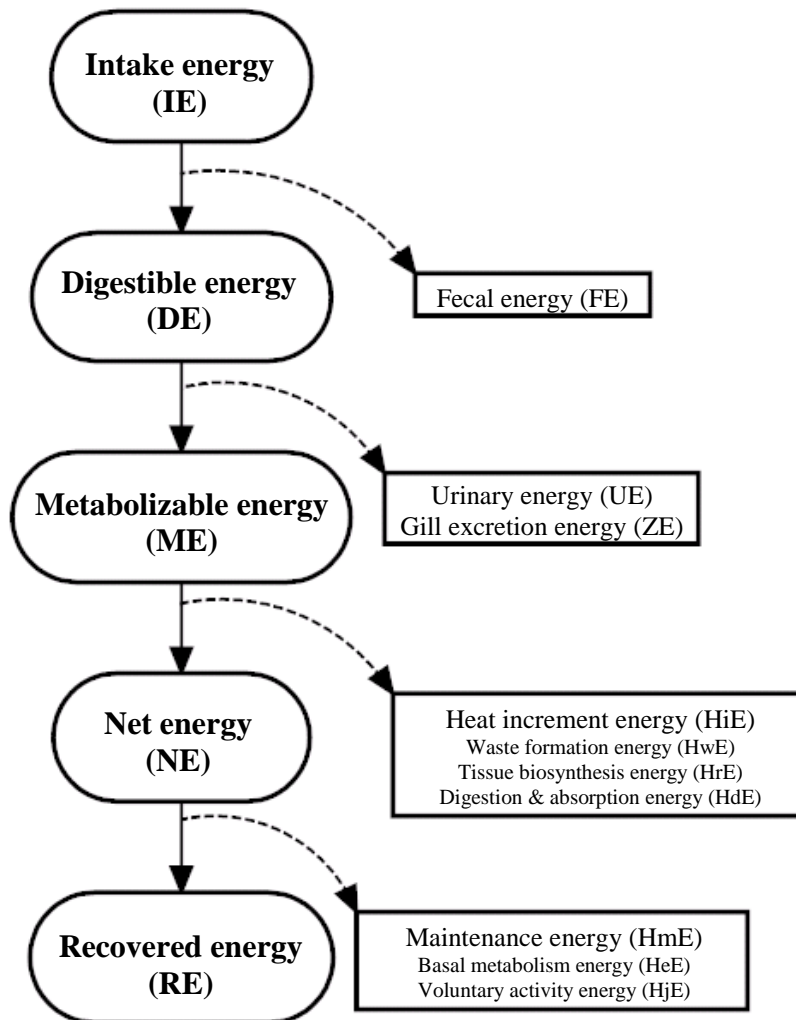 Intake energy
(IE)
Digestible energy
(DE)
Fecal energy (FE)
Metabolizable energy
(ME)
Urinary energy (UE)
Gill excretion energy (ZE)
Net energy
(NE)
Heat increment energy (HiE)
Waste formation energy (HwE)
Tissue biosynthesis energy (HrE)
Digestion & absorption energy (HdE)
Recovered energy
(RE)
Maintenance energy (HmE)
Basal metabolism energy (HeE)
Voluntary activity energy (HjE)